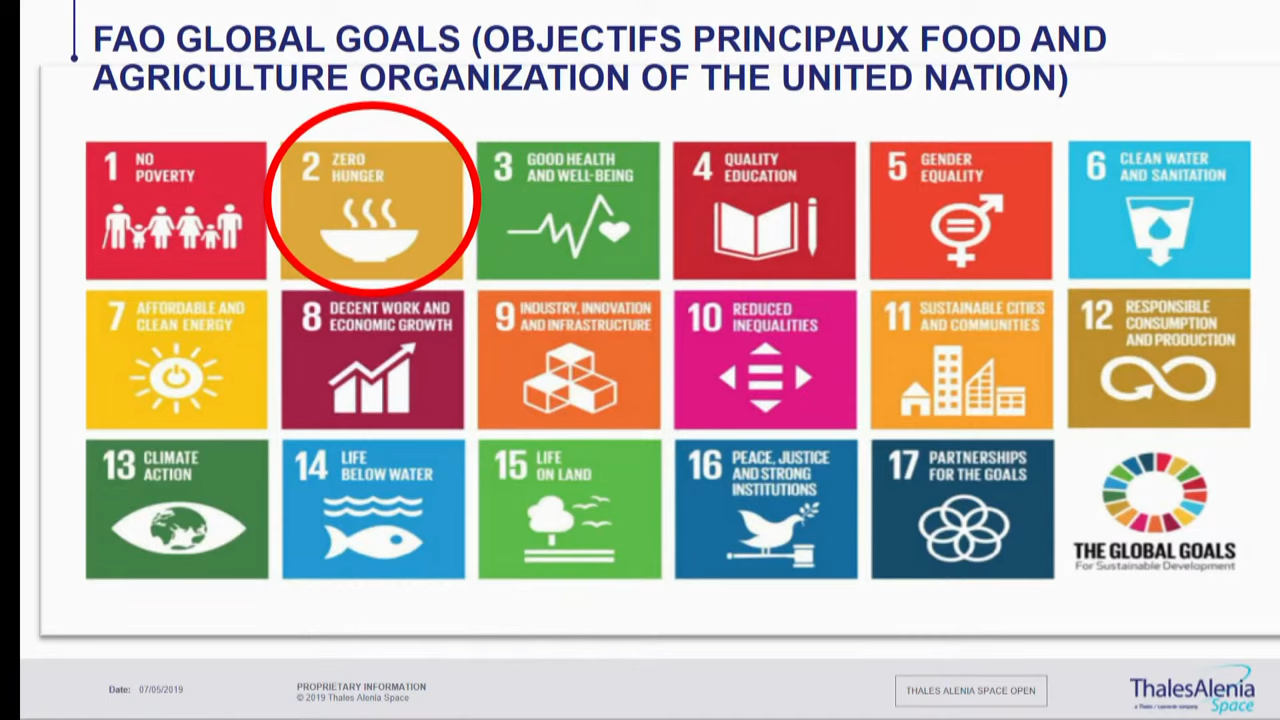 FAO GLOBAL GOALS (OBJECTIFS PRINCIPAUX FOOD AND
AGRICULTURE ORGANIZATION OF THE UNITED NATION)
1 NO
POVERTY
2 ZERO
HUNGER
3 GOOD HEALTH
AND WELL-BEING
4 QUALITY
EDUCATION
5 GENDER
EQUALITY
6 CLEAN WATER
AND SANITATION
7 AFFORDABLE AND
CLEAN ENERGY
8 DECENT WORK AND
ECONOMIC GROWTH
9 INDUSTRY, INNOVATION
AND INFRASTRUCTURE
10 REDUCED
INEQUALITIES
11 SUSTAINABLE CITIES
AND COMMUNITIES
12 RESPONSIBLE
CONSUMPTION
AND PRODUCTION
13 CLIMATE
ACTION
14 LIFE
BELOW WATER
15 LIFE
ON LAND
16 PEACE, JUSTICE
AND STRONG
INSTITUTIONS
17 PARTNERSHIPS
FOR THE GOALS
THE GLOBAL GOALS
For Sustainable Development
Date: 07/05/2019
PROPRIETARY INFORMATION
© 2019 Thales Alenia Space
THALES ALENIA SPACE OPEN
ThalesAlenia
a Thales / Leonardo company
Space